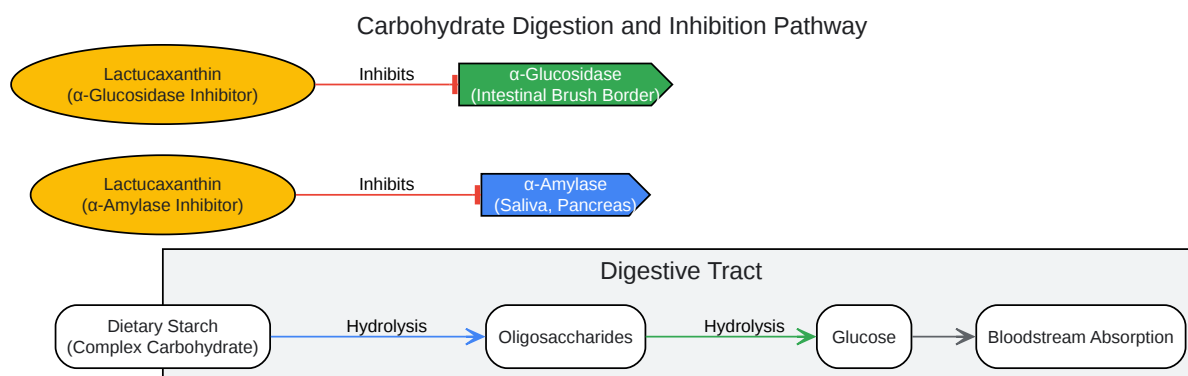 Carbohydrate Digestion and Inhibition Pathway
Lactucaxanthin
(α-Glucosidase Inhibitor)
Inhibits
α-Glucosidase
(Intestinal Brush Border)
Lactucaxanthin
(α-Amylase Inhibitor)
Inhibits
α-Amylase
(Saliva, Pancreas)
Digestive Tract
Dietary Starch
(Complex Carbohydrate)
Hydrolysis
Oligosaccharides
Hydrolysis
Glucose
Bloodstream Absorption